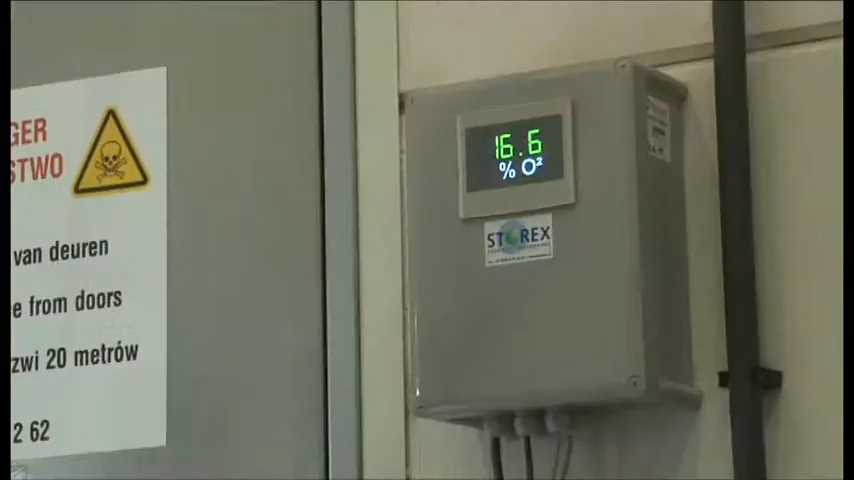 GER
STWO
van deuren
e from doors
zwi 20 metrów
2 62
16.6
% O²
STOREX